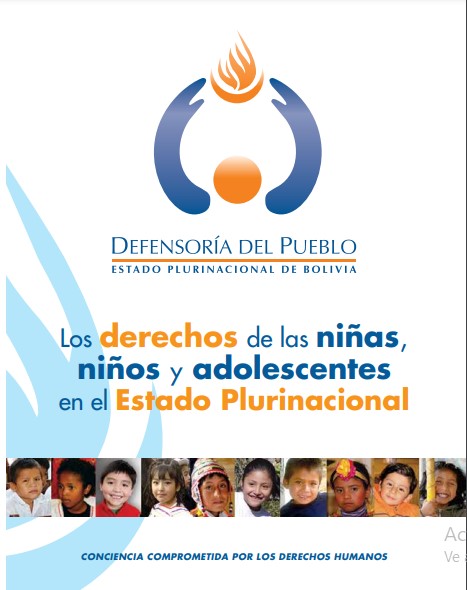 DEFENSORÍA DEL PUEBLO
ESTADO PLURINACIONAL DE BOLIVIA
Los derechos de las niñas,
niños y adolescentes
en el Estado Plurinacional
CONCIENCIA COMPROMETIDA POR LOS DERECHOS HUMANOS
Ac
Ve